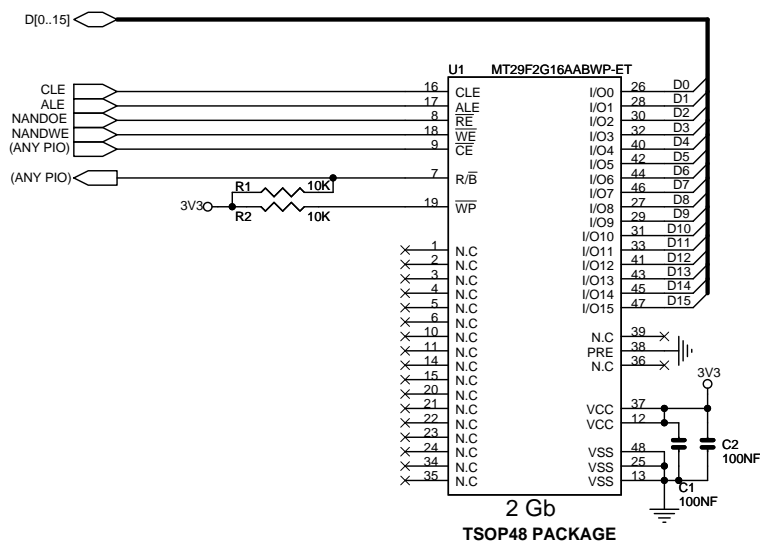 D[0..15]
U1 MT29F2G16AABWP-ET
CLE 16 CLE I/O0 26 D0
ALE 17 ALE I/O1 28 D1
NANDOE 8 RE I/O2 30 D2
NANDWE 18 WE I/O3 32 D3
(ANY PIO) 9 CE I/O4 40 D4
I/O5 42 D5
(ANY PIO) 7 R/B I/O6 44 D6
R1 10K I/O7 46 D7
3V3 R2 10K 19 WP I/O8 27 D8
I/O9 29 D9
I/O10 31 D10
1 N.C I/O11 33 D11
2 N.C I/O12 41 D12
3 N.C I/O13 43 D13
4 N.C I/O14 45 D14
5 N.C I/O15 47 D15
6 N.C
10 N.C N.C 39
11 N.C PRE 38
14 N.C N.C 36
15 N.C 3V3
20 N.C
21 N.C VCC 37
22 N.C VCC 12
23 N.C
24 N.C VSS 48 C2
34 N.C VSS 25 100NF
35 N.C VSS 13 C1
100NF
2 Gb
TSOP48 PACKAGE